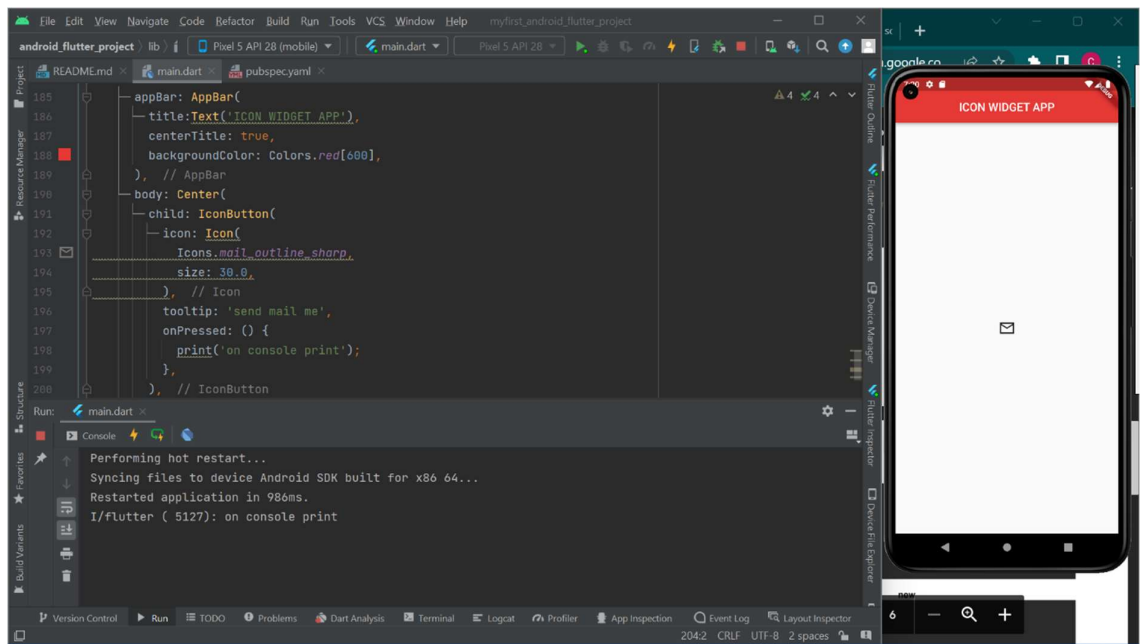 File Edit View Navigate Code Refactor Build Run Tools VCS Window Help myfirst_android_flutter_project
android_flutter_project lib Pixel 5 API 28 (mobile) main.dart Pixel 5 API 28
README.md main.dart pubspec.yaml
185 appBar: AppBar(
186 title:Text('ICON WIDGET APP'),
187 centerTitle: true,
188 backgroundColor: Colors.red[600],
189 ), // AppBar
190 body: Center(
191 child: IconButton(
192 icon: Icon(
193 Icons.mail_outline_sharp,
194 size: 30.0,
195 ), // Icon
196 tooltip: 'send mail me',
197 onPressed: () {
198 print('on console print');
199 },
200 ), // IconButton
4 4
Project
Resource Manager
Structure
Favorites
Build Variants
Flutter Outline
Flutter Performance
Device Manager
Flutter Inspector
Device File Explorer
Run: main.dart
Console
Performing hot restart...
Syncing files to device Android SDK built for x86 64...
Restarted application in 986ms.
I/flutter ( 5127): on console print
Version Control Run TODO Problems Dart Analysis Terminal Logcat Profiler App Inspection Event Log Layout Inspector
204:2 CRLF UTF-8 2 spaces
.google.co
ICON WIDGET APP
now
6